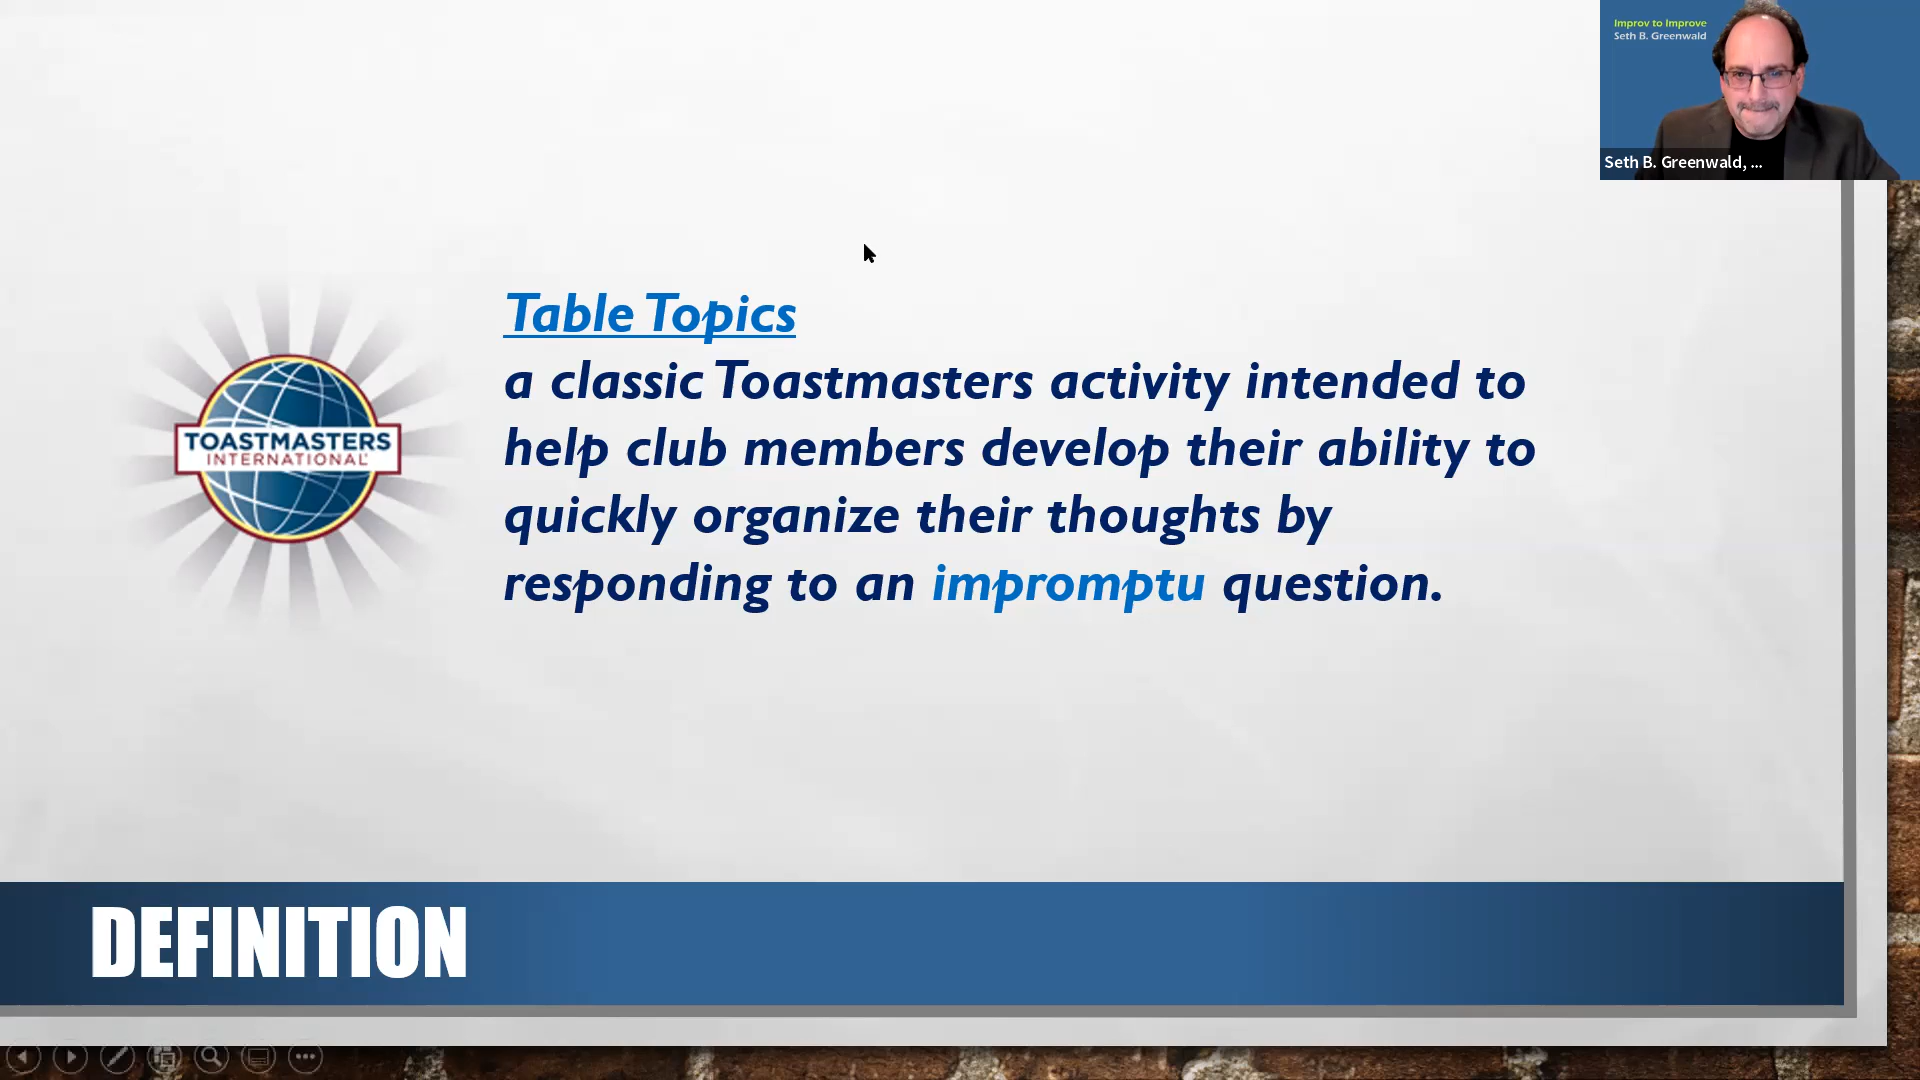 Improv to Improve
Seth B. Greenwald
Seth B. Greenwald, ...
Table Topics
a classic Toastmasters activity intended to
help club members develop their ability to
quickly organize their thoughts by
responding to an impromptu question.
TOASTMASTERS
INTERNATIONAL
DEFINITION